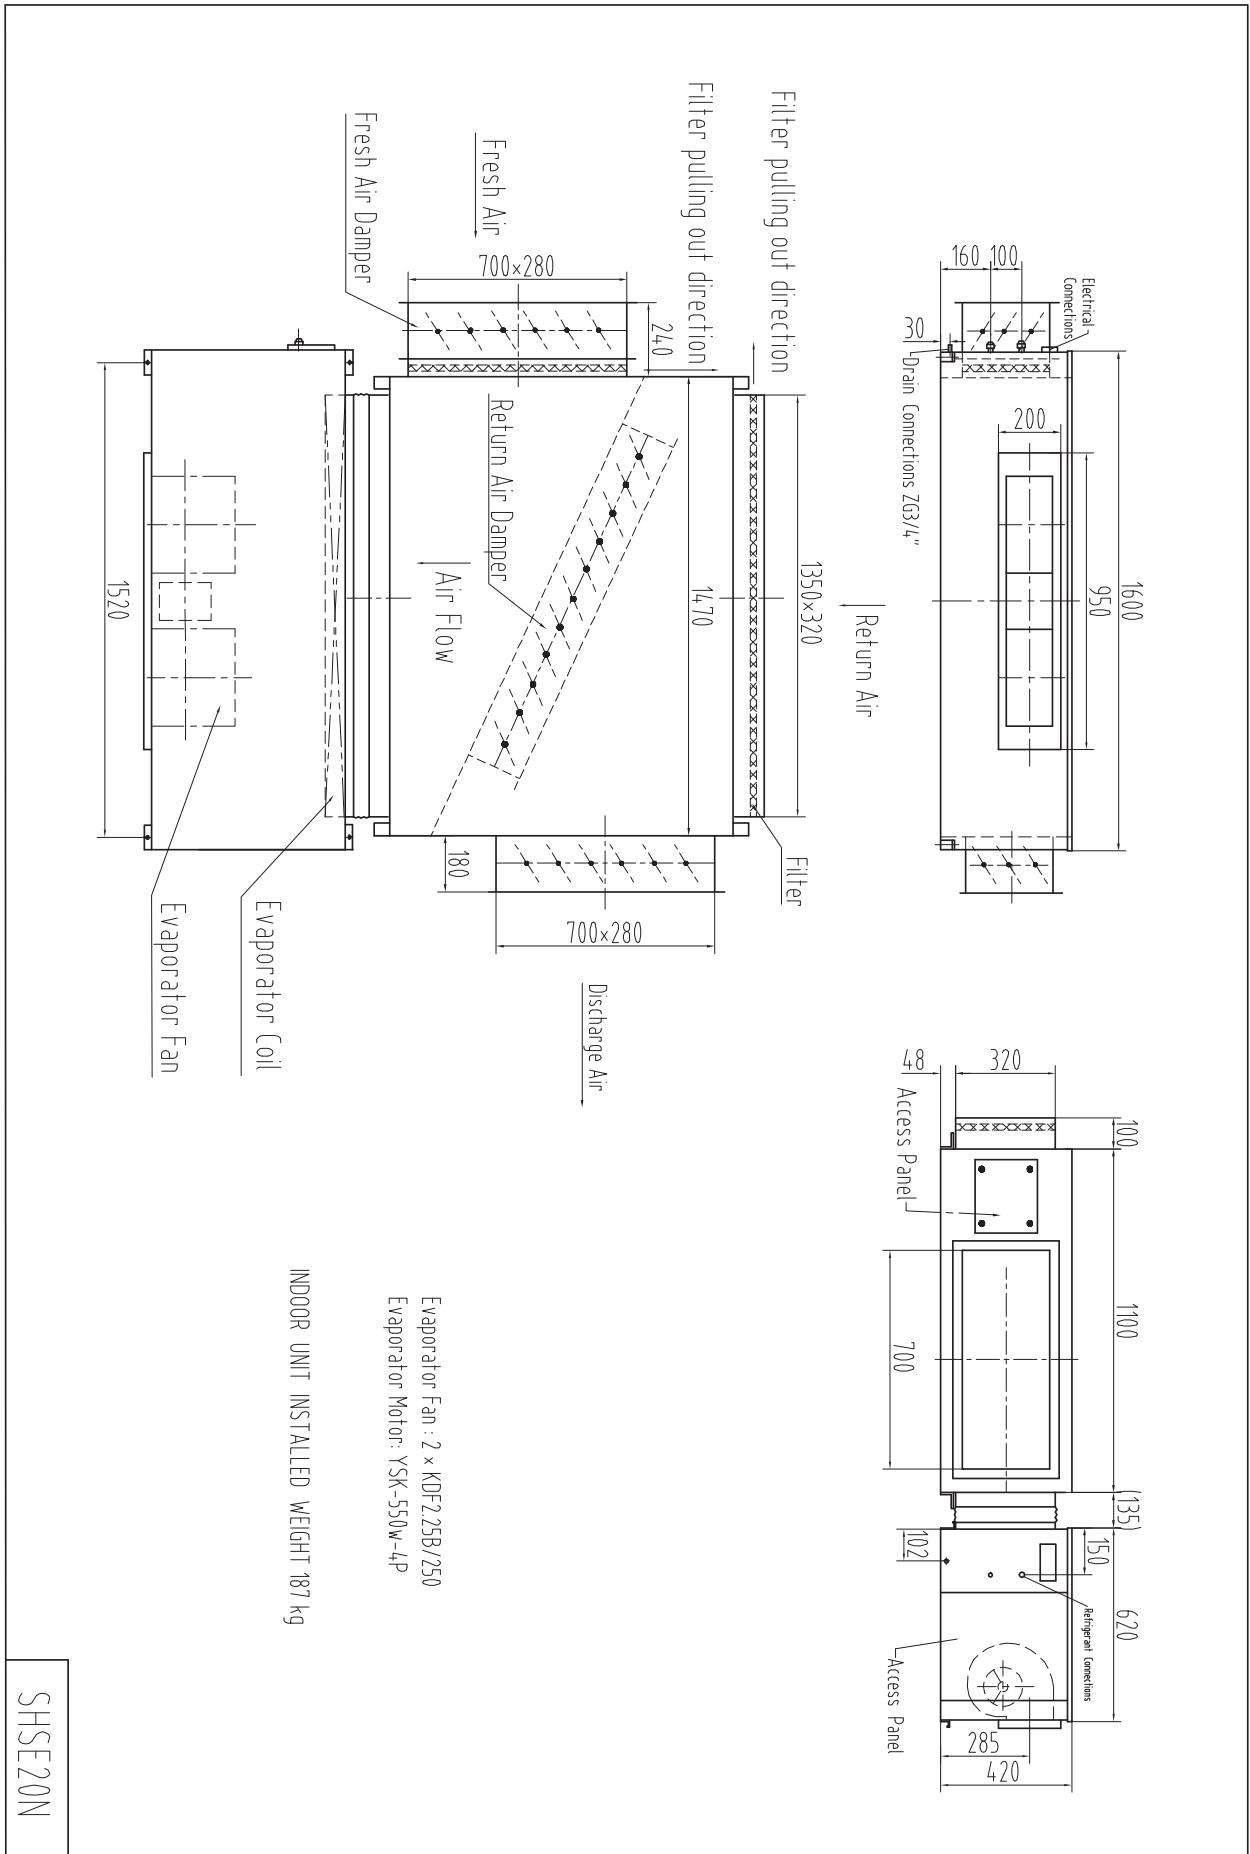 Electrical
Connections
160
100
30
Drain Connections ZG3/4"
200
950
1600
48
320
100
Access Panel
1100
700
(135)
102
150
620
Refrigerant Connections
Access Panel
285
420
Filter pulling out direction
Filter pulling out direction
Fresh Air
Fresh Air Damper
700×280
240
Return Air Damper
Air Flow
1470
1350×320
Return Air
Filter
180
700×280
Discharge Air
1520
Evaporator Coil
Evaporator Fan
Evaporator Fan : 2 × KDF2.25B/250
Evaporator Motor: YSK-550w-4P
INDOOR UNIT INSTALLED WEIGHT 187 kg
SHSE20N